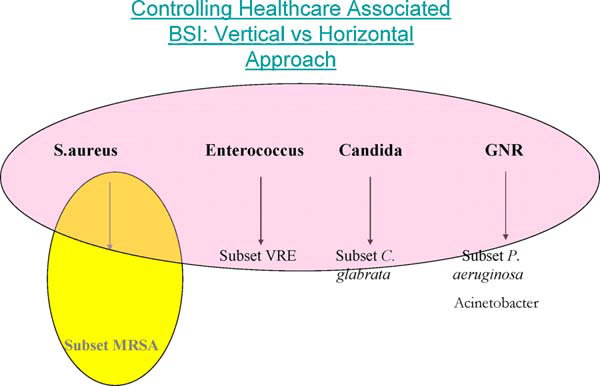 Controlling Healthcare Associated
BSI: Vertical vs Horizontal
Approach
S.aureus Enterococcus Candida GNR
Subset VRE Subset C. Subset P.
glabrata aeruginosa
Acinetobacter
Subset MRSA